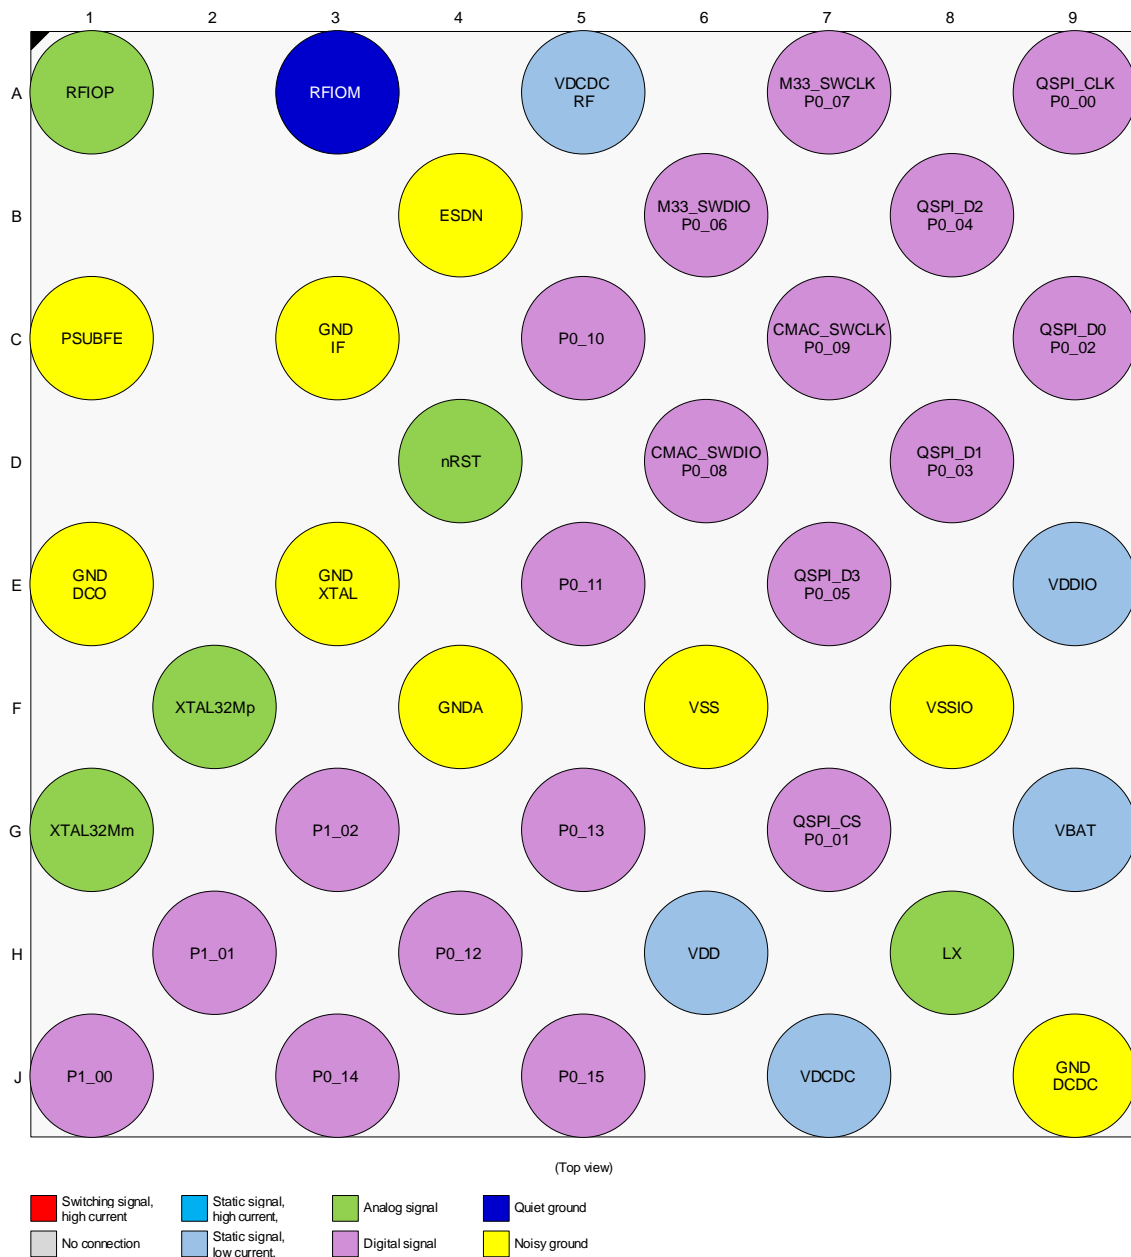 1 2 3 4 5 6 7 8 9
A
RFIOP
RFIOM
VDCDC
RF
M33_SWCLK
P0_07
QSPI_CLK
P0_00
B
ESDN
M33_SWDIO
P0_06
QSPI_D2
P0_04
C
PSUBFE
GND
IF
P0_10
CMAC_SWCLK
P0_09
QSPI_D0
P0_02
D
nRST
CMAC_SWDIO
P0_08
QSPI_D1
P0_03
E
GND
DCO
GND
XTAL
P0_11
QSPI_D3
P0_05
VDDIO
F
XTAL32Mp
GNDA
VSS
VSSIO
G
XTAL32Mm
P1_02
P0_13
QSPI_CS
P0_01
VBAT
H
P1_01
P0_12
VDD
LX
J
P1_00
P0_14
P0_15
VDCDC
GND
DCDC
(Top view)
Switching signal,
high current
Static signal,
high current,
Analog signal
Quiet ground
No connection
Static signal,
low current,
Digital signal
Noisy ground